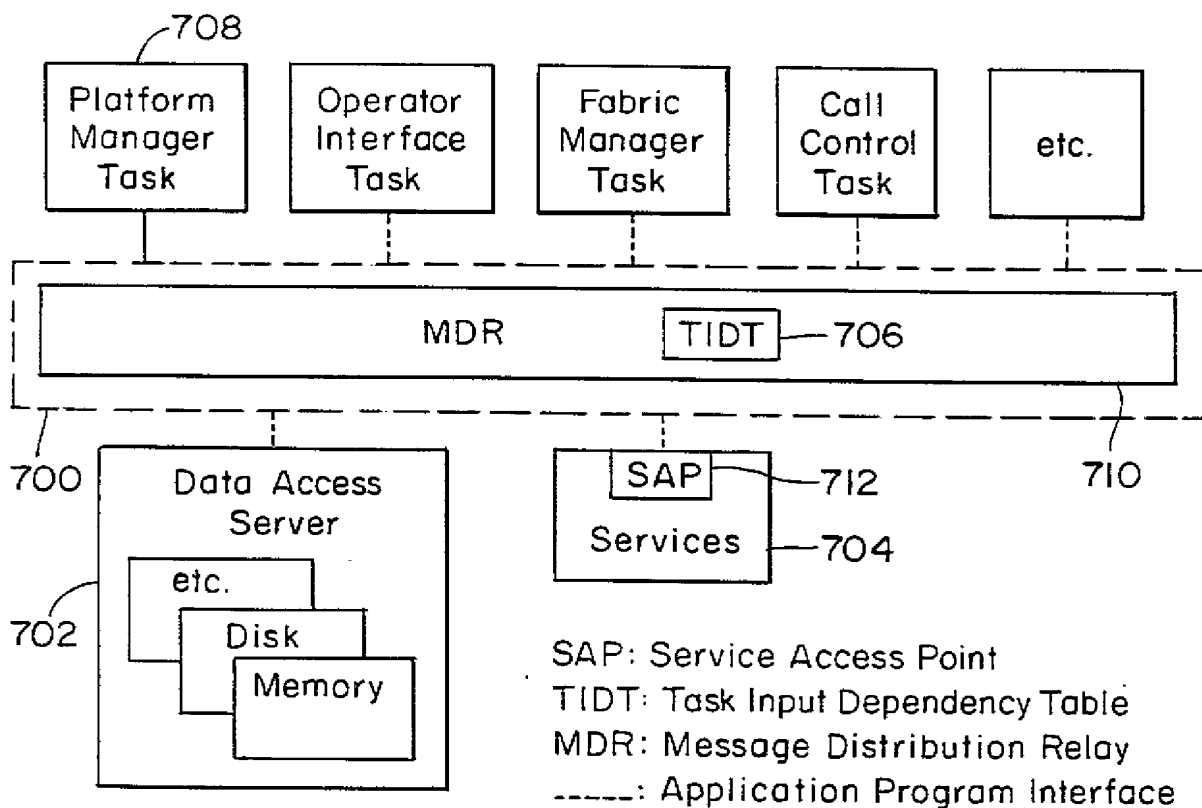 708
Platform
Manager
Task
Operator
Interface
Task
Fabric
Manager
Task
Call
Control
Task
etc.
MDR
TIDT
706
700
710
Data Access
Server
etc.
Disk
Memory
702
SAP
712
Services
704
SAP: Service Access Point
TIDT: Task Input Dependency Table
MDR: Message Distribution Relay
-----: Application Program Interface